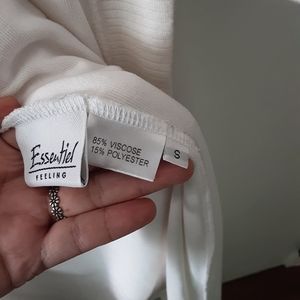 Essentiel
FEELING
85% VISCOSE
15% POLYESTER
S